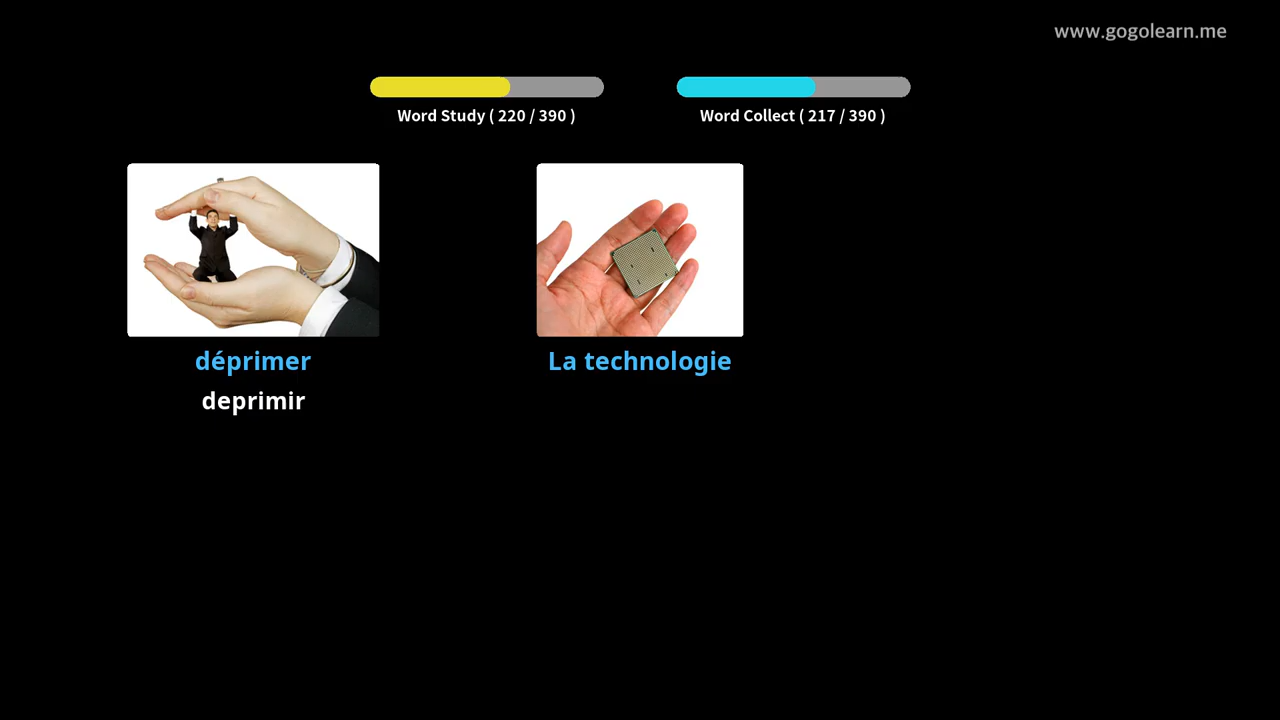 www.gogolearn.me
Word Study ( 220 / 390 )
Word Collect ( 217 / 390 )
déprimer
La technologie
deprimir